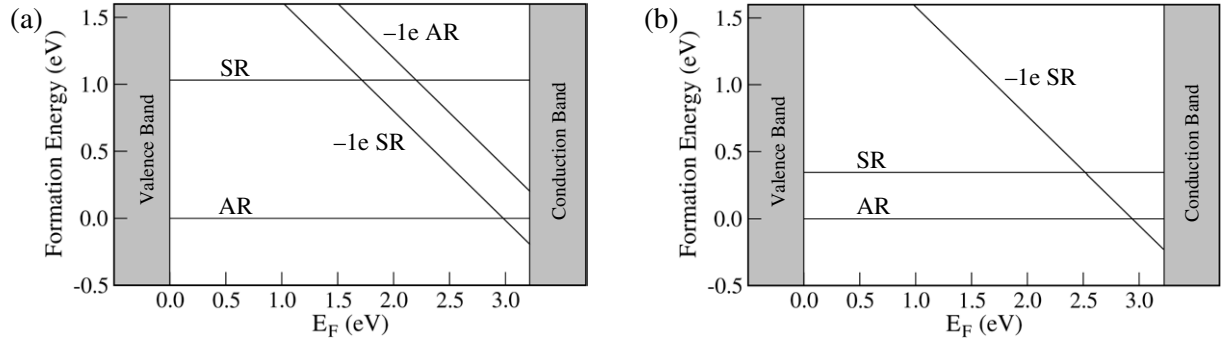 (a)
Formation Energy (eV)
1.5
1.0
0.5
0.0
-0.5
Valence Band
SR
–1e AR
–1e SR
AR
Conduction Band
0.0 0.5 1.0 1.5 2.0 2.5 3.0
E_F (eV)
(b)
Formation Energy (eV)
1.5
1.0
0.5
0.0
-0.5
Valence Band
–1e SR
SR
AR
Conduction Band
0.0 0.5 1.0 1.5 2.0 2.5 3.0
E_F (eV)